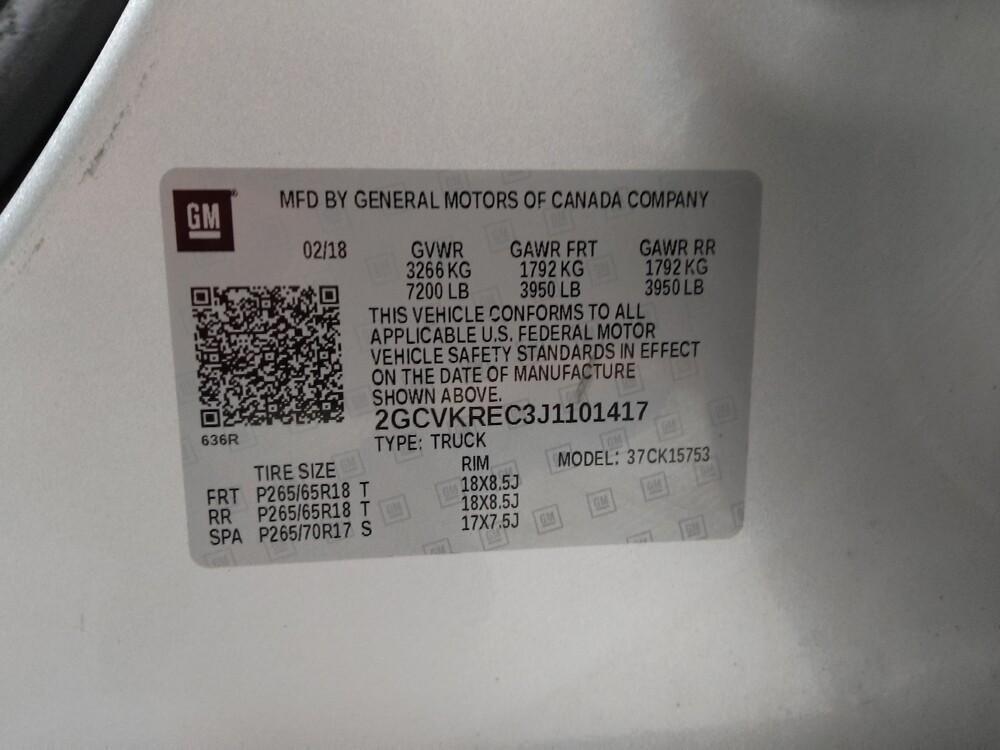 GM
MFD BY GENERAL MOTORS OF CANADA COMPANY
02/18 GVWR GAWR FRT GAWR RR
3266 KG 1792 KG 1792 KG
7200 LB 3950 LB 3950 LB
THIS VEHICLE CONFORMS TO ALL
APPLICABLE U.S. FEDERAL MOTOR
VEHICLE SAFETY STANDARDS IN EFFECT
ON THE DATE OF MANUFACTURE
SHOWN ABOVE.
2GCVKREC3J1101417
636R
TYPE: TRUCK
TIRE SIZE RIM MODEL: 37CK15753
FRT P265/65R18 T 18X8.5J
RR P265/65R18 T 18X8.5J
SPA P265/70R17 S 17X7.5J